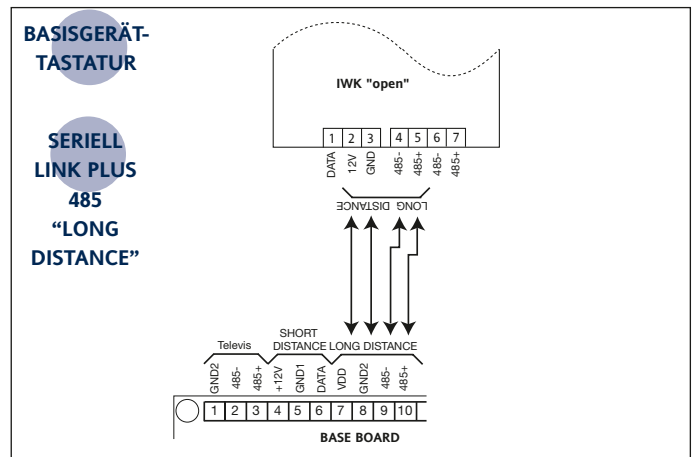 BASISGERÄT-
TASTATUR
SERIELL
LINK PLUS
485
“LONG
DISTANCE”
IWK "open"
1 2 3 4 5 6 7
DATA 12V GND 485- 485+ 485- 485+
LONG DISTANCE
SHORT
Televis DISTANCE LONG DISTANCE
GND2 485- 485+ +12V GND1 DATA VDD GND2 485- 485+
1 2 3 4 5 6 7 8 9 10
BASE BOARD